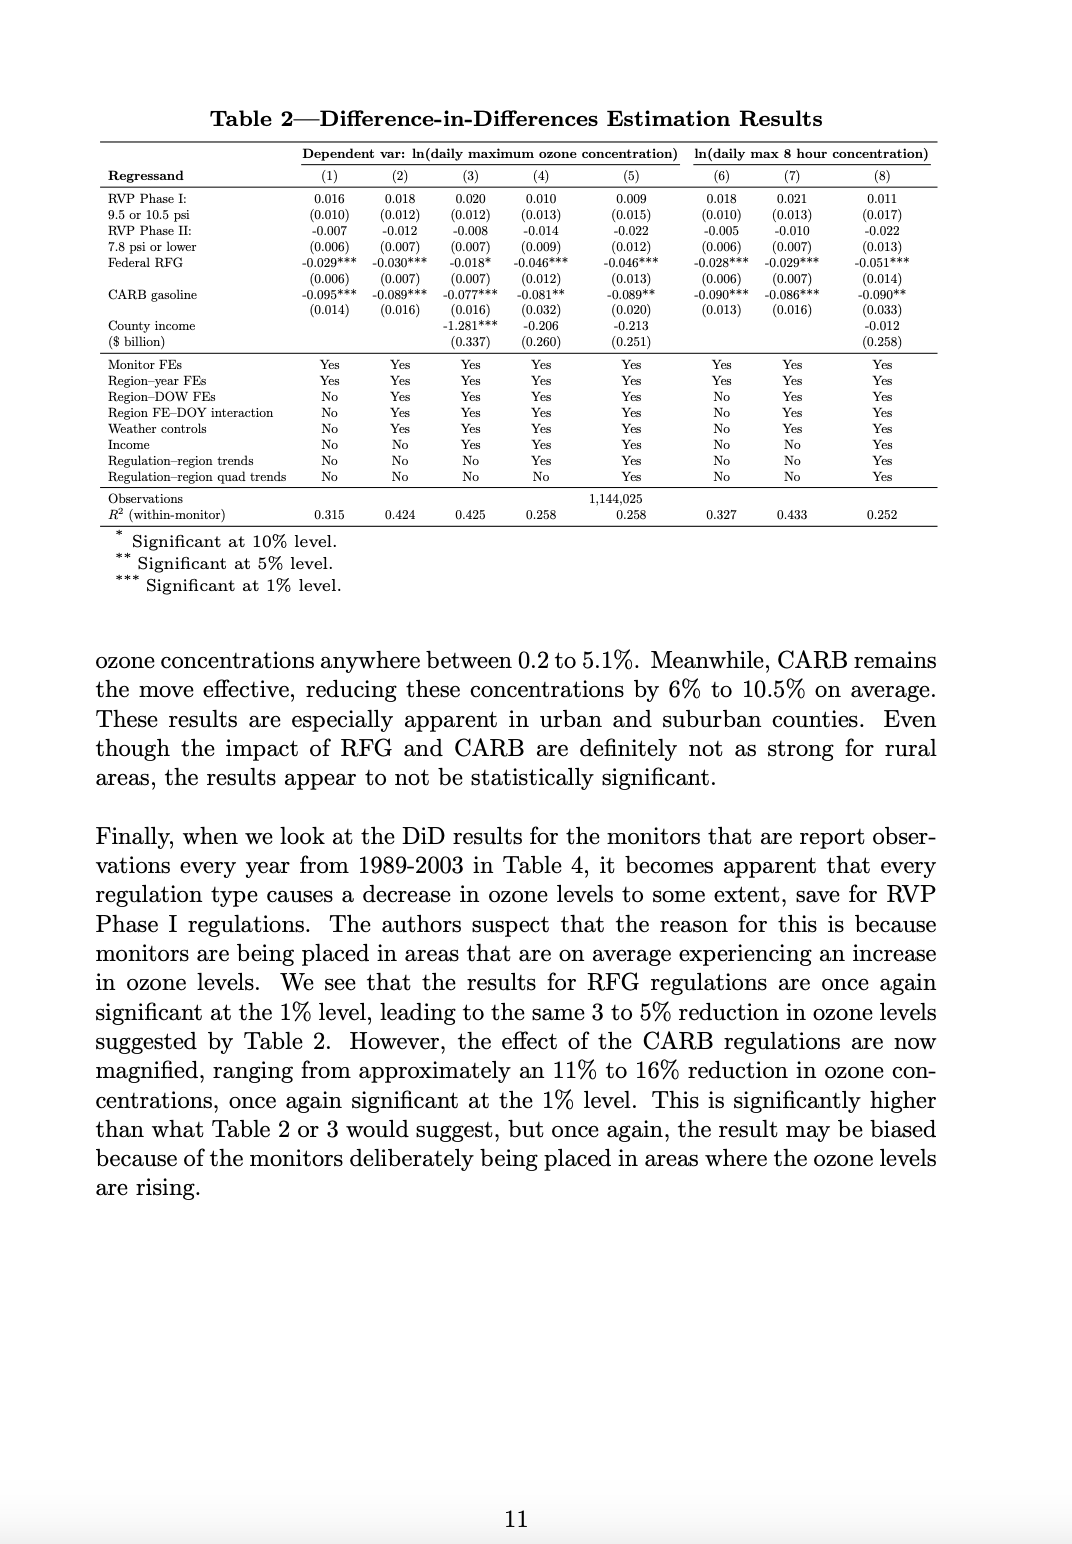 Table 2—Difference-in-Differences Estimation Results
Dependent var: ln(daily maximum ozone concentration) ln(daily max 8 hour concentration)
Regressand (1) (2) (3) (4) (5) (6) (7) (8)
RVP Phase I: 0.016 0.018 0.020 0.010 0.009 0.018 0.021 0.011
9.5 or 10.5 psi (0.010) (0.012) (0.012) (0.013) (0.015) (0.010) (0.013) (0.017)
RVP Phase II: -0.007 -0.012 -0.008 -0.014 -0.022 -0.005 -0.010 -0.022
7.8 psi or lower (0.006) (0.007) (0.007) (0.009) (0.012) (0.006) (0.007) (0.013)
Federal RFG -0.029*** -0.030*** -0.018* -0.046*** -0.046*** -0.028*** -0.029*** -0.051***
(0.006) (0.007) (0.007) (0.012) (0.013) (0.006) (0.007) (0.014)
CARB gasoline -0.095*** -0.089*** -0.077*** -0.081** -0.089** -0.090*** -0.086*** -0.090**
(0.014) (0.016) (0.016) (0.032) (0.020) (0.013) (0.016) (0.033)
County income -1.281*** -0.206 -0.213 -0.012
($ billion) (0.337) (0.260) (0.251) (0.258)
Monitor FEs Yes Yes Yes Yes Yes Yes Yes Yes
Region–year FEs Yes Yes Yes Yes Yes Yes Yes Yes
Region–DOW FEs No Yes Yes Yes Yes No Yes Yes
Region FE–DOY interaction No Yes Yes Yes Yes No Yes Yes
Weather controls No Yes Yes Yes Yes No Yes Yes
Income No No Yes Yes Yes No No Yes
Regulation–region trends No No No Yes Yes No No Yes
Regulation–region quad trends No No No No Yes No No Yes
Observations 1,144,025
R² (within-monitor) 0.315 0.424 0.425 0.258 0.258 0.327 0.433 0.252
* Significant at 10% level.
** Significant at 5% level.
*** Significant at 1% level.
ozone concentrations anywhere between 0.2 to 5.1%. Meanwhile, CARB remains
the move effective, reducing these concentrations by 6% to 10.5% on average.
These results are especially apparent in urban and suburban counties. Even
though the impact of RFG and CARB are definitely not as strong for rural
areas, the results appear to not be statistically significant.
Finally, when we look at the DiD results for the monitors that are report obser-
vations every year from 1989-2003 in Table 4, it becomes apparent that every
regulation type causes a decrease in ozone levels to some extent, save for RVP
Phase I regulations. The authors suspect that the reason for this is because
monitors are being placed in areas that are on average experiencing an increase
in ozone levels. We see that the results for RFG regulations are once again
significant at the 1% level, leading to the same 3 to 5% reduction in ozone levels
suggested by Table 2. However, the effect of the CARB regulations are now
magnified, ranging from approximately an 11% to 16% reduction in ozone con-
centrations, once again significant at the 1% level. This is significantly higher
than what Table 2 or 3 would suggest, but once again, the result may be biased
because of the monitors deliberately being placed in areas where the ozone levels
are rising.
11